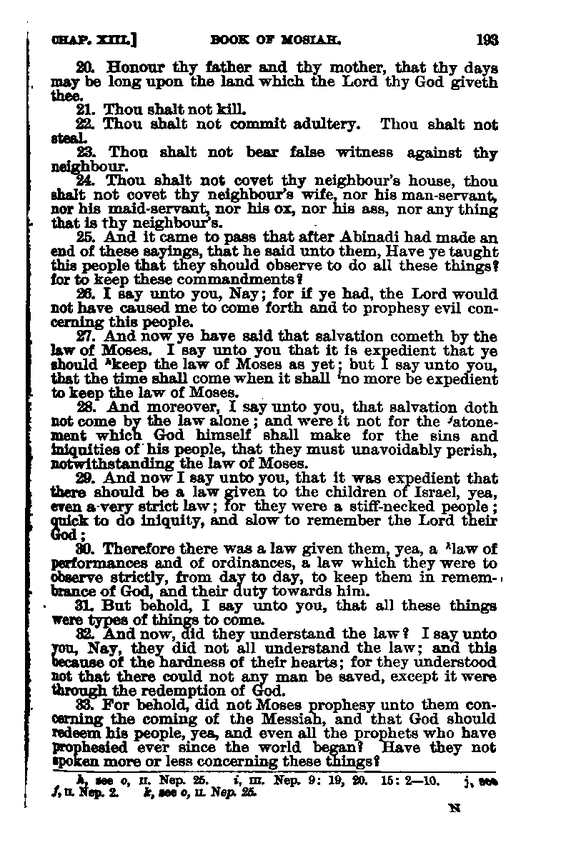 CHAP. XIII.] BOOK OF MOSIAH. 193
20. Honour thy father and thy mother, that thy days
may be long upon the land which the Lord thy God giveth
thee.
21. Thou shalt not kill.
22. Thou shalt not commit adultery. Thou shalt not
steal.
23. Thou shalt not bear false witness against thy
neighbour.
24. Thou shalt not covet thy neighbour's house, thou
shalt not covet thy neighbour's wife, nor his man-servant,
nor his maid-servant, nor his ox, nor his ass, nor any thing
that is thy neighbour's.
25. And it came to pass that after Abinadi had made an
end of these sayings, that he said unto them, Have ye taught
this people that they should observe to do all these things?
for to keep these commandments?
26. I say unto you, Nay; for if ye had, the Lord would
not have caused me to come forth and to prophesy evil con-
cerning this people.
27. And now ye have said that salvation cometh by the
law of Moses. I say unto you that it is expedient that ye
should ʰkeep the law of Moses as yet; but I say unto you,
that the time shall come when it shall ⁱno more be expedient
to keep the law of Moses.
28. And moreover, I say unto you, that salvation doth
not come by the law alone; and were it not for the ʲatone-
ment which God himself shall make for the sins and
iniquities of his people, that they must unavoidably perish,
notwithstanding the law of Moses.
29. And now I say unto you, that it was expedient that
there should be a law given to the children of Israel, yea,
even a very strict law; for they were a stiff-necked people;
quick to do iniquity, and slow to remember the Lord their
God;
30. Therefore there was a law given them, yea, a ᵏlaw of
performances and of ordinances, a law which they were to
observe strictly, from day to day, to keep them in remem-
brance of God, and their duty towards him.
31. But behold, I say unto you, that all these things
were types of things to come.
32. And now, did they understand the law? I say unto
you, Nay, they did not all understand the law; and this
because of the hardness of their hearts; for they understood
not that there could not any man be saved, except it were
through the redemption of God.
33. For behold, did not Moses prophesy unto them con-
cerning the coming of the Messiah, and that God should
redeem his people, yea, and even all the prophets who have
prophesied ever since the world began? Have they not
spoken more or less concerning these things?
h, see o, II. Nep. 25. i, III. Nep. 9: 19, 20. 15: 2—10. j, see
f, II. Nep. 2. k, see o, II. Nep. 25.
N